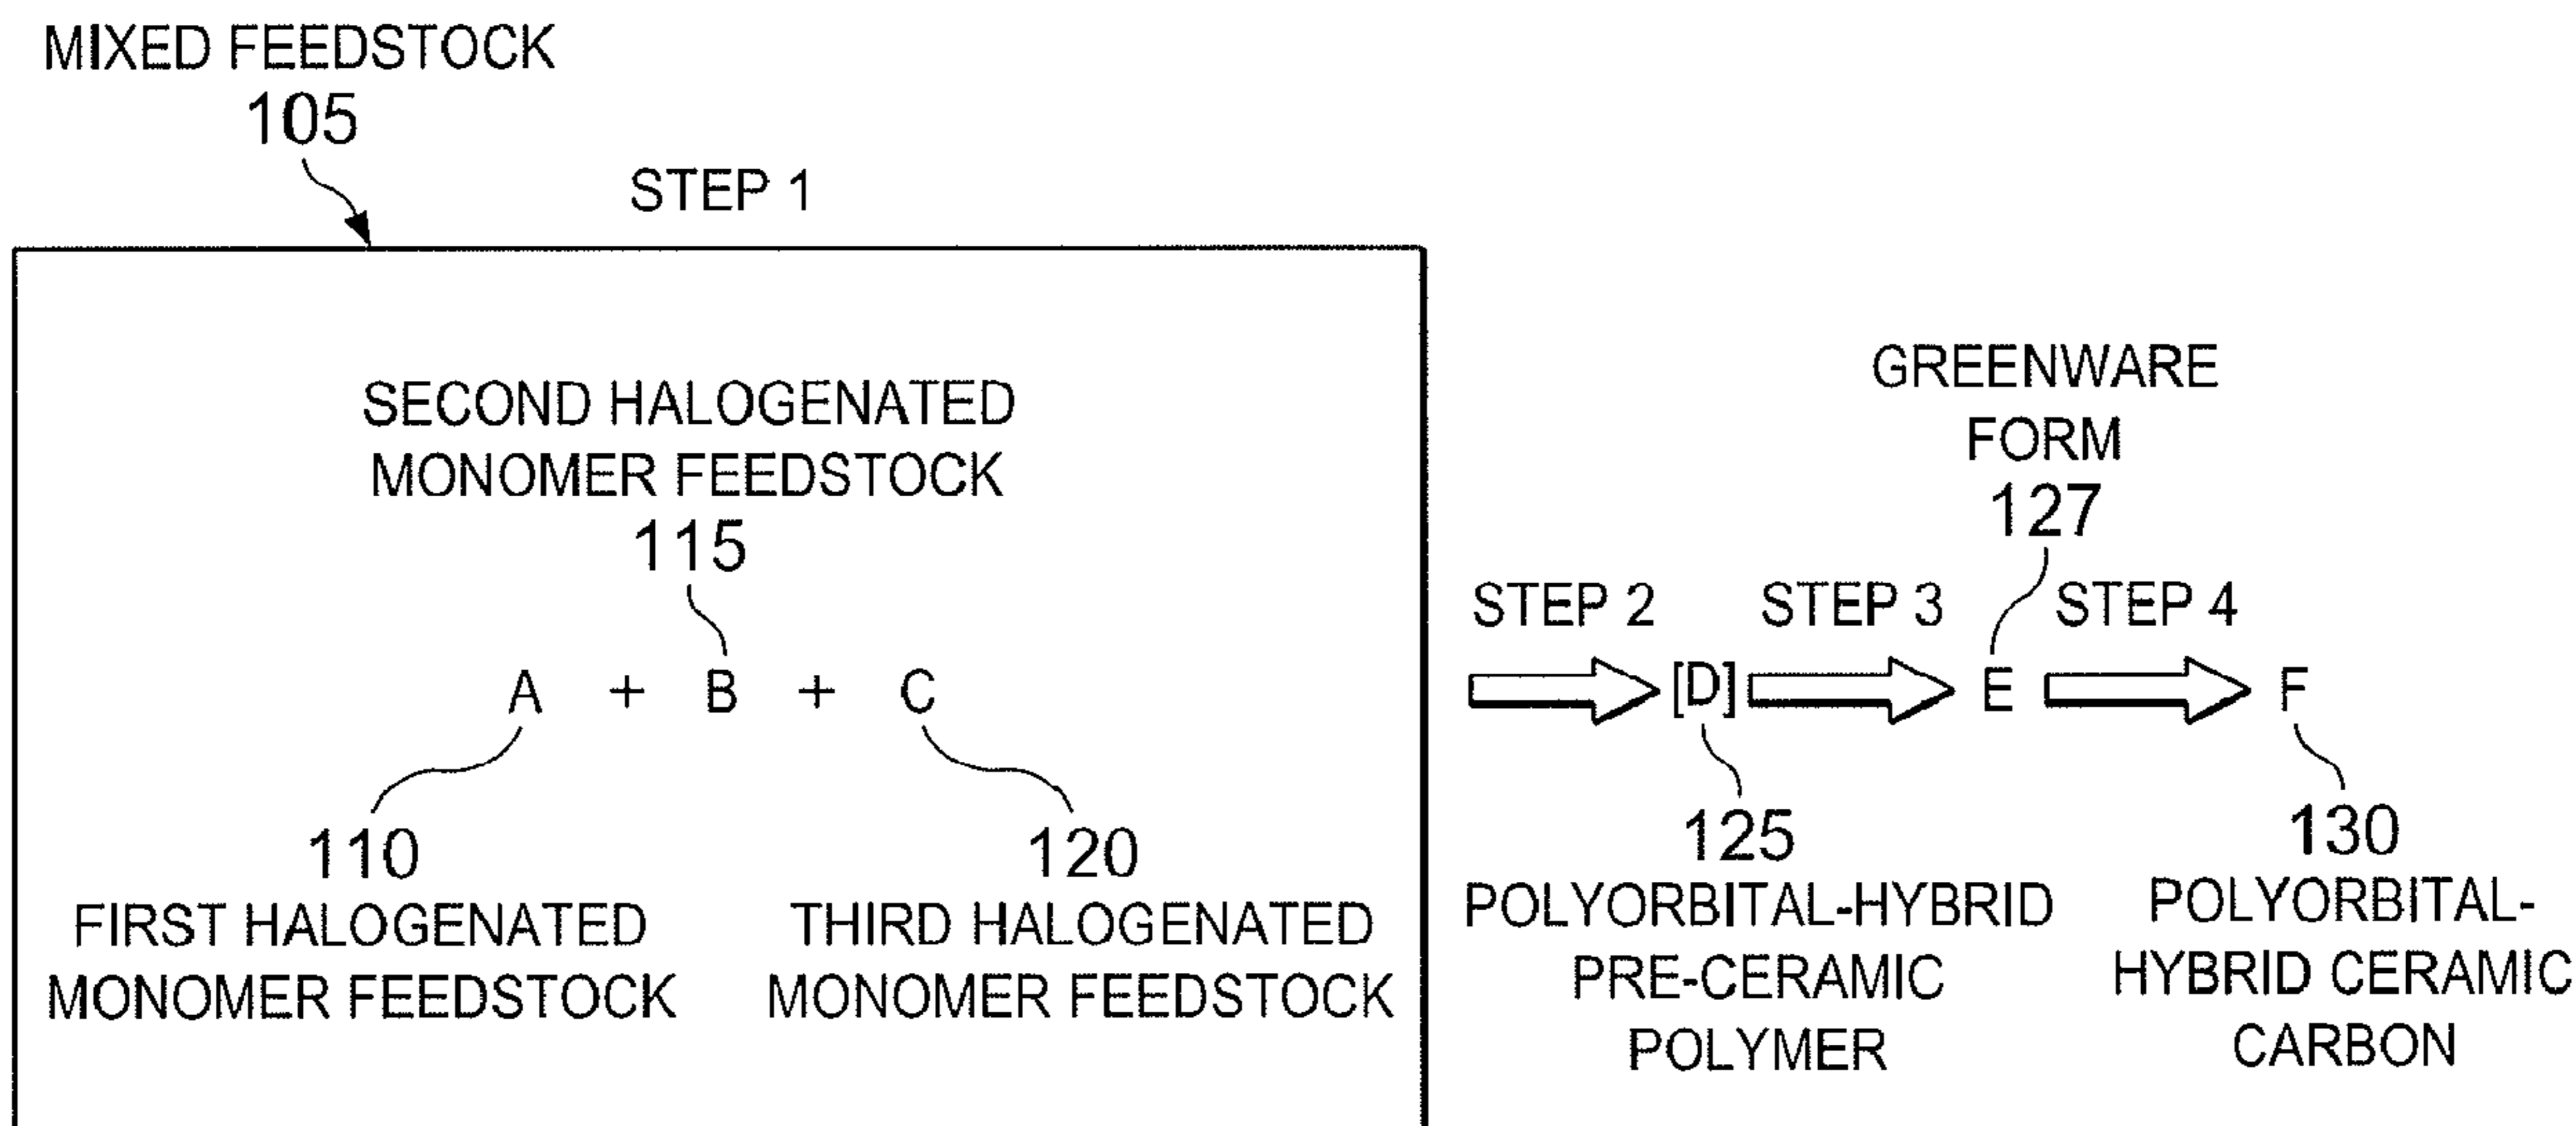 MIXED FEEDSTOCK
105
STEP 1
SECOND HALOGENATED
MONOMER FEEDSTOCK
115
A + B + C
110
FIRST HALOGENATED
MONOMER FEEDSTOCK
120
THIRD HALOGENATED
MONOMER FEEDSTOCK
STEP 2
[D]
125
POLYORBITAL-HYBRID
PRE-CERAMIC
POLYMER
STEP 3
GREENWARE
FORM
127
E
STEP 4
F
130
POLYORBITAL-
HYBRID CERAMIC
CARBON